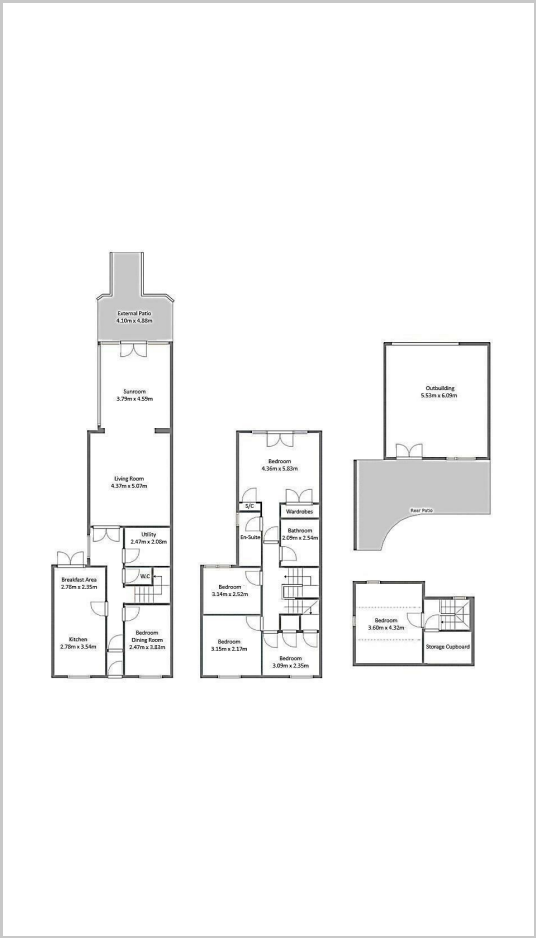 External Patio
4.10m x 4.88m
Sunroom
3.79m x 4.59m
Living Room
4.37m x 5.07m
Utility
2.47m x 2.08m
W.C
Breakfast Area
2.78m x 2.35m
Kitchen
2.78m x 3.54m
Bedroom
Dining Room
2.47m x 3.83m
Bedroom
4.36m x 5.83m
S/C
Wardrobes
En-Suite
Bathroom
2.09m x 2.54m
Bedroom
3.14m x 2.52m
Bedroom
3.15m x 2.17m
Bedroom
3.09m x 2.35m
Outbuilding
5.53m x 6.09m
Rear Patio
Bedroom
3.60m x 4.32m
Storage Cupboard